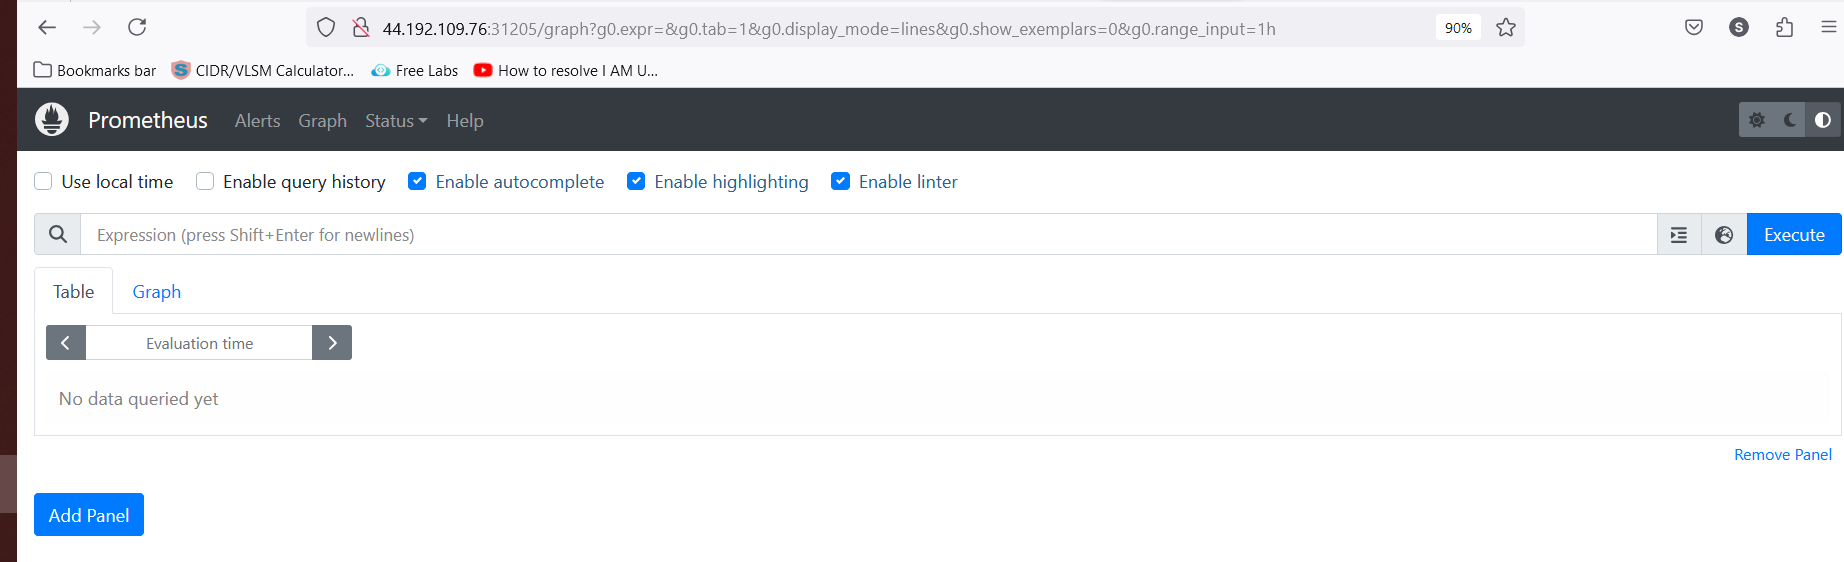 44.192.109.76:31205/graph?g0.expr=&g0.tab=1&g0.display_mode=lines&g0.show_exemplars=0&g0.range_input=1h 90% S
Bookmarks bar S CIDR/VLSM Calculator... Free Labs How to resolve I AM U...
Prometheus Alerts Graph Status Help
Use local time Enable query history Enable autocomplete Enable highlighting Enable linter
Expression (press Shift+Enter for newlines) Execute
Table Graph
Evaluation time
No data queried yet
Remove Panel
Add Panel